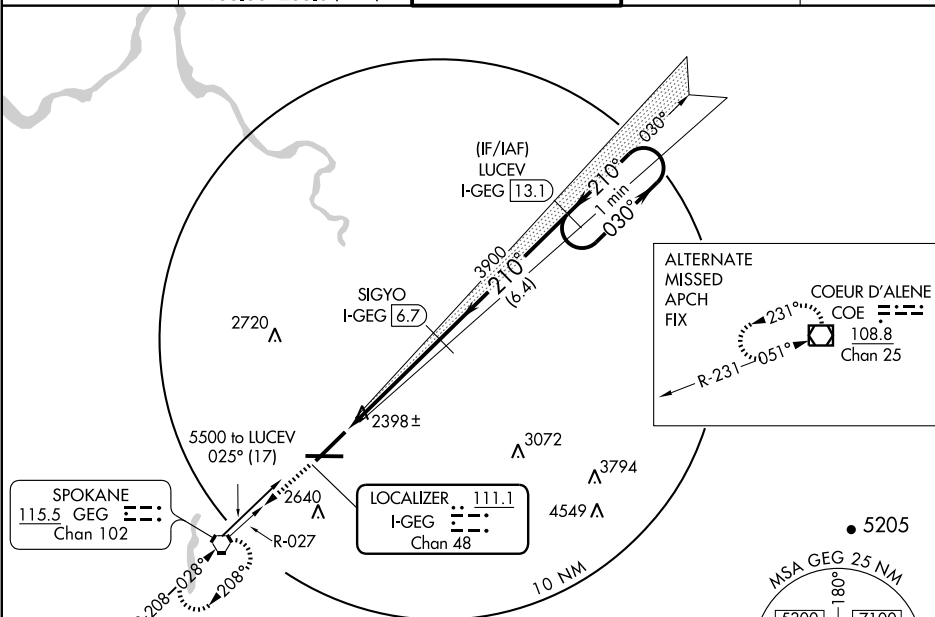 030°
(IF/IAF)
LUCEV
I-GEG 13.1
210°
1 min
030°
3900
210°
(6.4)
SIGYO
I-GEG 6.7
ALTERNATE
MISSED
APCH
FIX
COEUR D'ALENE
COE
108.8
Chan 25
231°
R-231
051°
2720
2398±
5500 to LUCEV
025° (17)
3072
3794
4549
2640
SPOKANE
115.5 GEG
Chan 102
LOCALIZER 111.1
I-GEG
Chan 48
R-027
5205
028°
208°
10 NM
MSA GEG 25 NM
180°
5300
7100